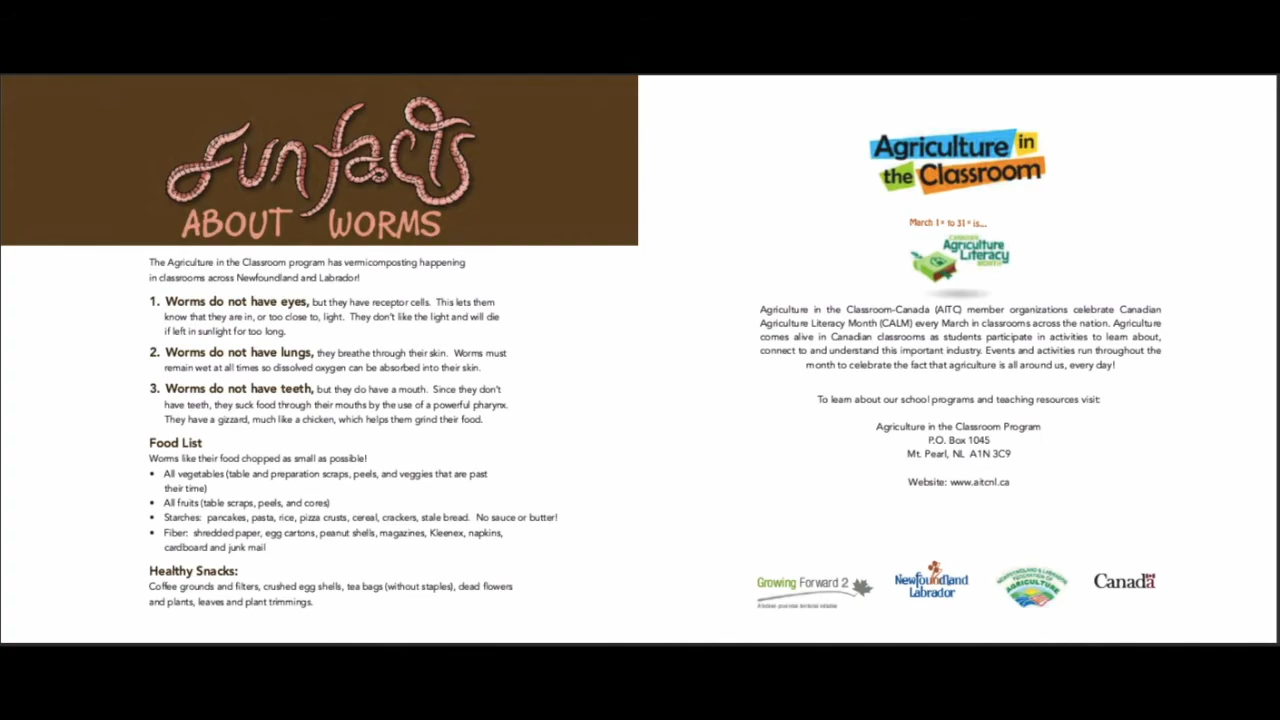 Fun facts
ABOUT WORMS
The Agriculture in the Classroom program has vermicomposting happening
in classrooms across Newfoundland and Labrador!
1. Worms do not have eyes, but they have receptor cells. This lets them
know that they are in, or too close to, light. They don't like the light and will die
if left in sunlight for too long.
2. Worms do not have lungs, they breathe through their skin. Worms must
remain wet at all times so dissolved oxygen can be absorbed into their skin.
3. Worms do not have teeth, but they do have a mouth. Since they don't
have teeth, they suck food through their mouths by the use of a powerful pharynx.
They have a gizzard, much like a chicken, which helps them grind their food.
Food List
Worms like their food chopped as small as possible!
• All vegetables (table and preparation scraps, peels, and veggies that are past
their time)
• All fruits (table scraps, peels, and cores)
• Starches: pancakes, pasta, rice, pizza crusts, cereal, crackers, stale bread. No sauce or butter!
• Fiber: shredded paper, egg cartons, peanut shells, magazines, Kleenex, napkins,
cardboard and junk mail
Healthy Snacks:
Coffee grounds and filters, crushed egg shells, tea bags (without staples), dead flowers
and plants, leaves and plant trimmings.
Agriculture in
the Classroom
March 1st to 31st is...
CANADIAN
Agriculture
Literacy
MONTH
Agriculture in the Classroom-Canada (AITC) member organizations celebrate Canadian
Agriculture Literacy Month (CALM) every March in classrooms across the nation. Agriculture
comes alive in Canadian classrooms as students participate in activities to learn about,
connect to and understand this important industry. Events and activities run throughout the
month to celebrate the fact that agriculture is all around us, every day!
To learn about our school programs and teaching resources visit:
Agriculture in the Classroom Program
P.O. Box 1045
Mt. Pearl, NL A1N 3C9
Website: www.aitcnl.ca
Growing Forward 2
A federal-provincial-territorial initiative
Newfoundland
Labrador
NEWFOUNDLAND & LABRADOR
FEDERATION OF
AGRICULTURE
Canada